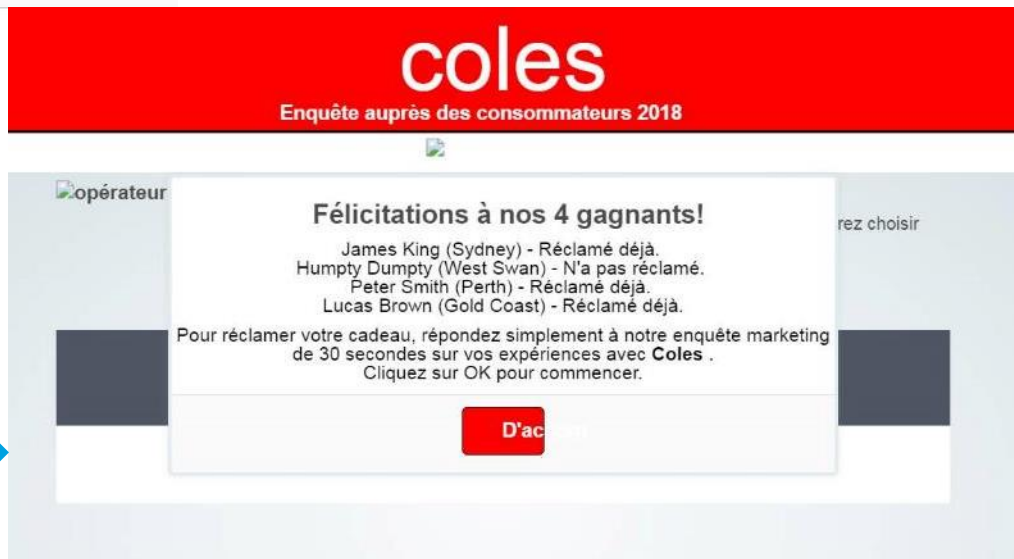 coles
Enquête auprès des consommateurs 2018
opérateur
Félicitations à nos 4 gagnants!
rez choisir
James King (Sydney) - Réclamé déjà.
Humpty Dumpty (West Swan) - N'a pas réclamé.
Peter Smith (Perth) - Réclamé déjà.
Lucas Brown (Gold Coast) - Réclamé déjà.
Pour réclamer votre cadeau, répondez simplement à notre enquête marketing
de 30 secondes sur vos expériences avec Coles .
Cliquez sur OK pour commencer.
D'ac